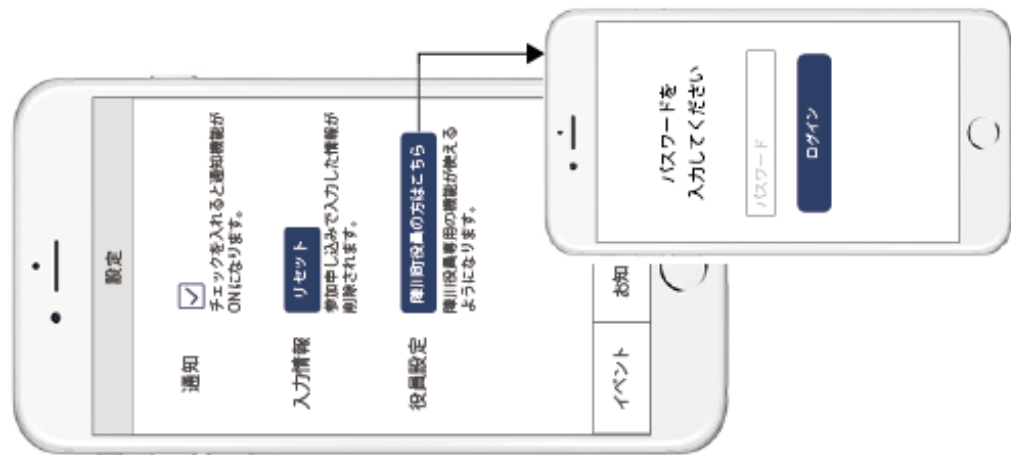 設定
通知
チェックを入れると通知機能が
ONになります。
入力情報
リセット
参加申し込みで入力した情報が
削除されます。
役員設定
陣川町役員の方はこちら
陣川役員専用の機能が使える
ようになります。
イベント
お知
パスワードを
入力してください
パスワード
ログイン